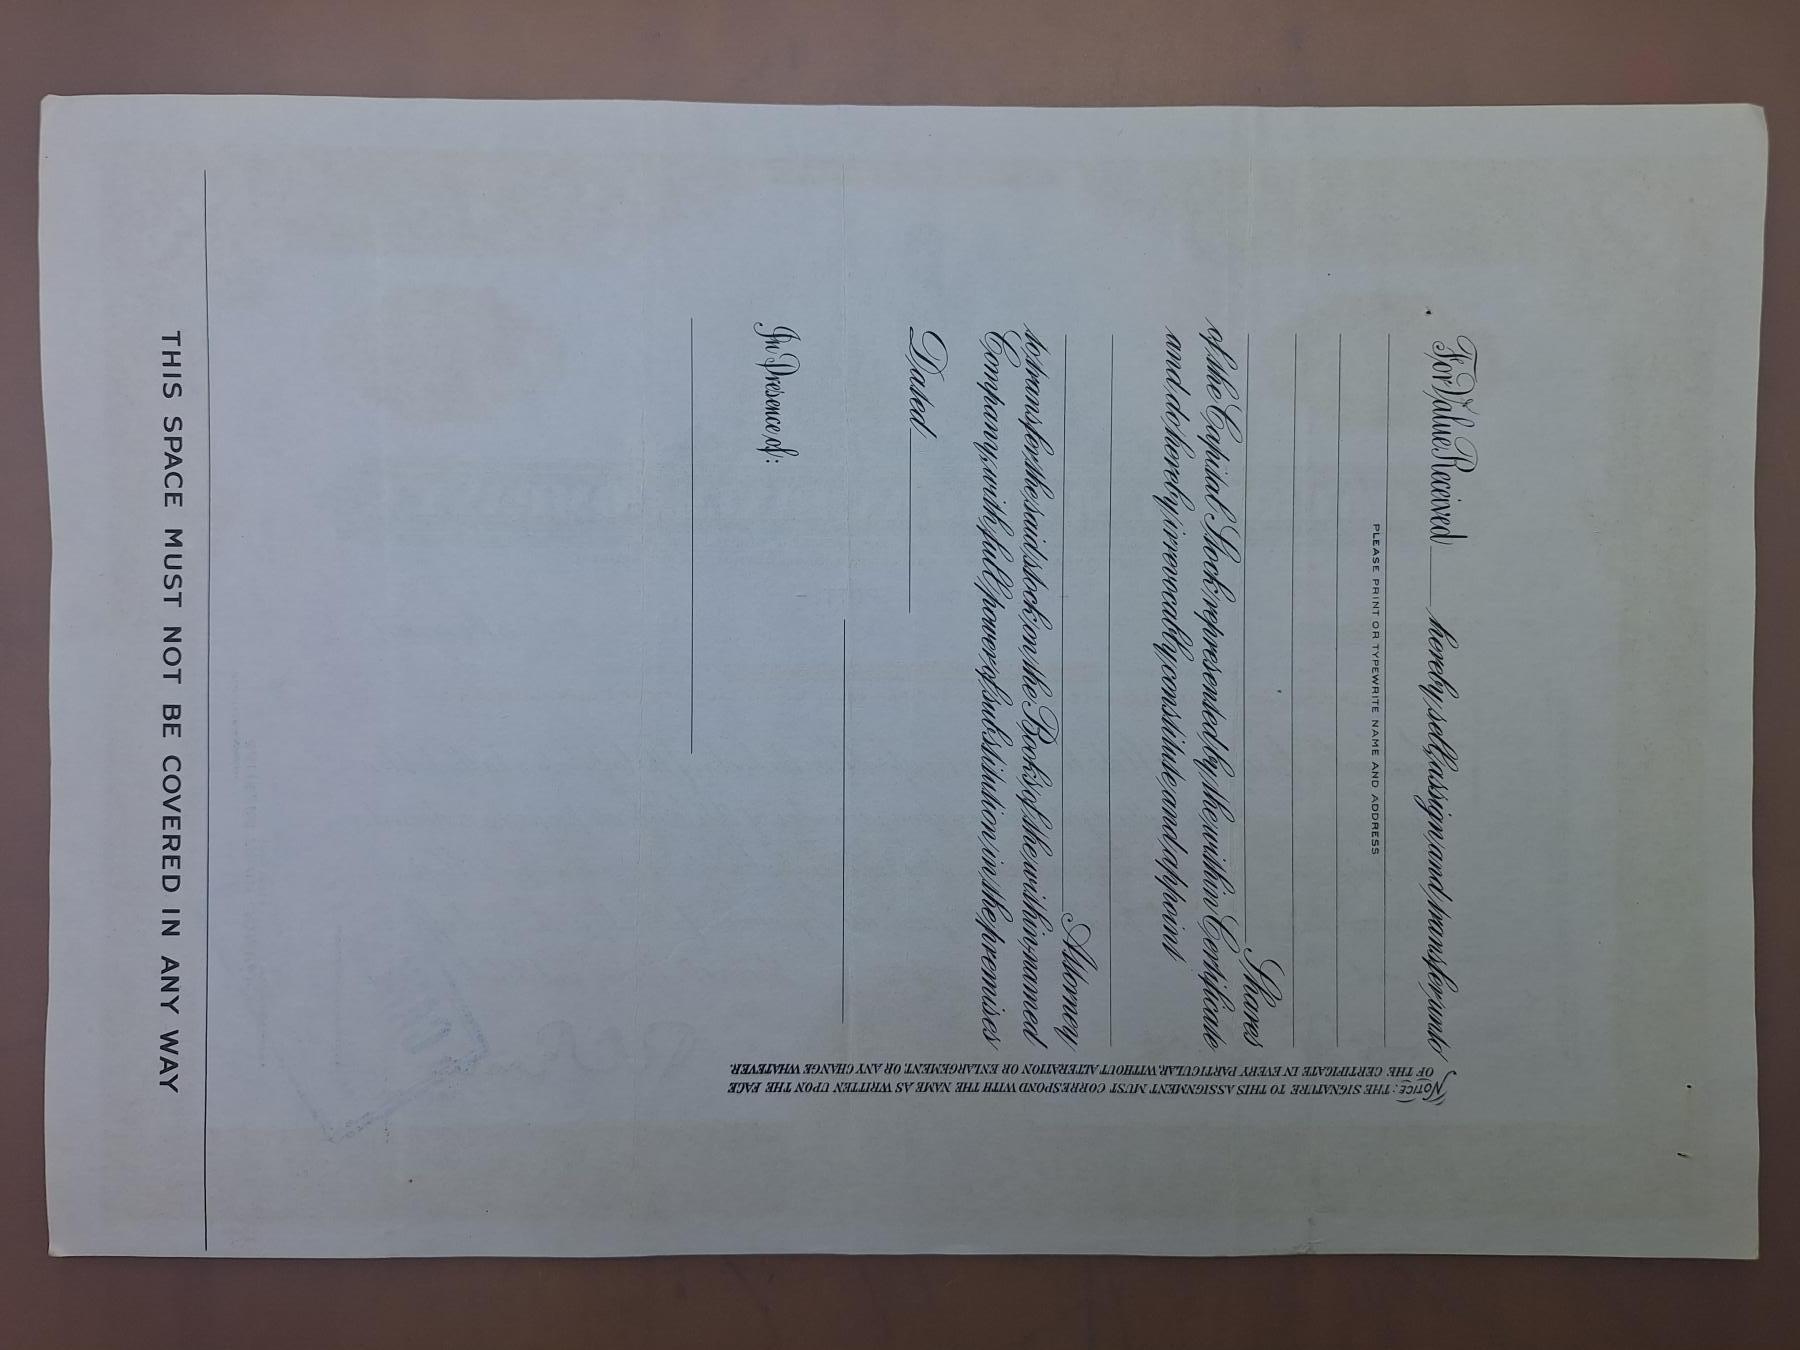 For Value Received hereby sell, assign and transfer unto
PLEASE PRINT OR TYPEWRITE NAME AND ADDRESS
Shares
of the Capital Stock represented by the within Certificate
and do hereby irrevocably constitute and appoint
Attorney
to transfer the said stock on the Books of the within-named
Company, with full power of substitution in the premises
Dated
In Presence of:
NOTICE: THE SIGNATURE TO THIS ASSIGNMENT MUST CORRESPOND WITH THE NAME AS WRITTEN UPON THE FACE
OF THE CERTIFICATE IN EVERY PARTICULAR, WITHOUT ALTERATION OR ENLARGEMENT, OR ANY CHANGE WHATEVER.
THIS SPACE MUST NOT BE COVERED IN ANY WAY